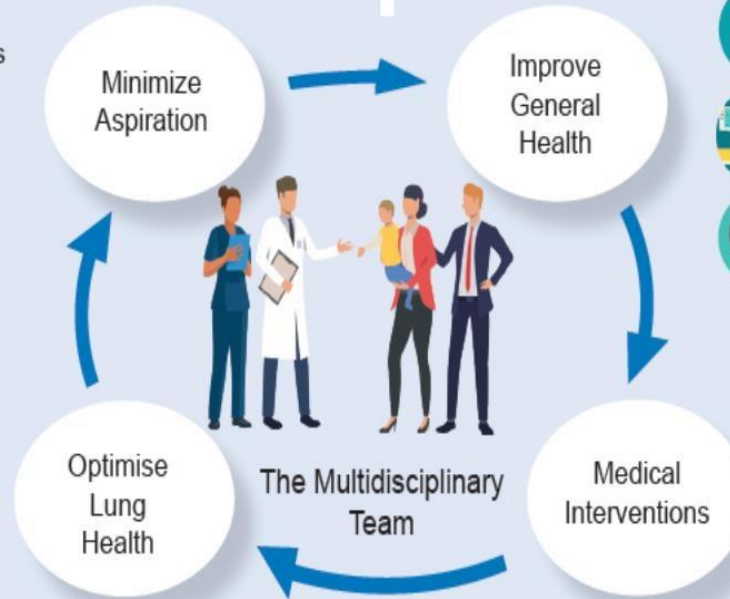 s
Minimize
Aspiration
Improve
General
Health
Optimise
Lung
Health
The Multidisciplinary
Team
Medical
Interventions